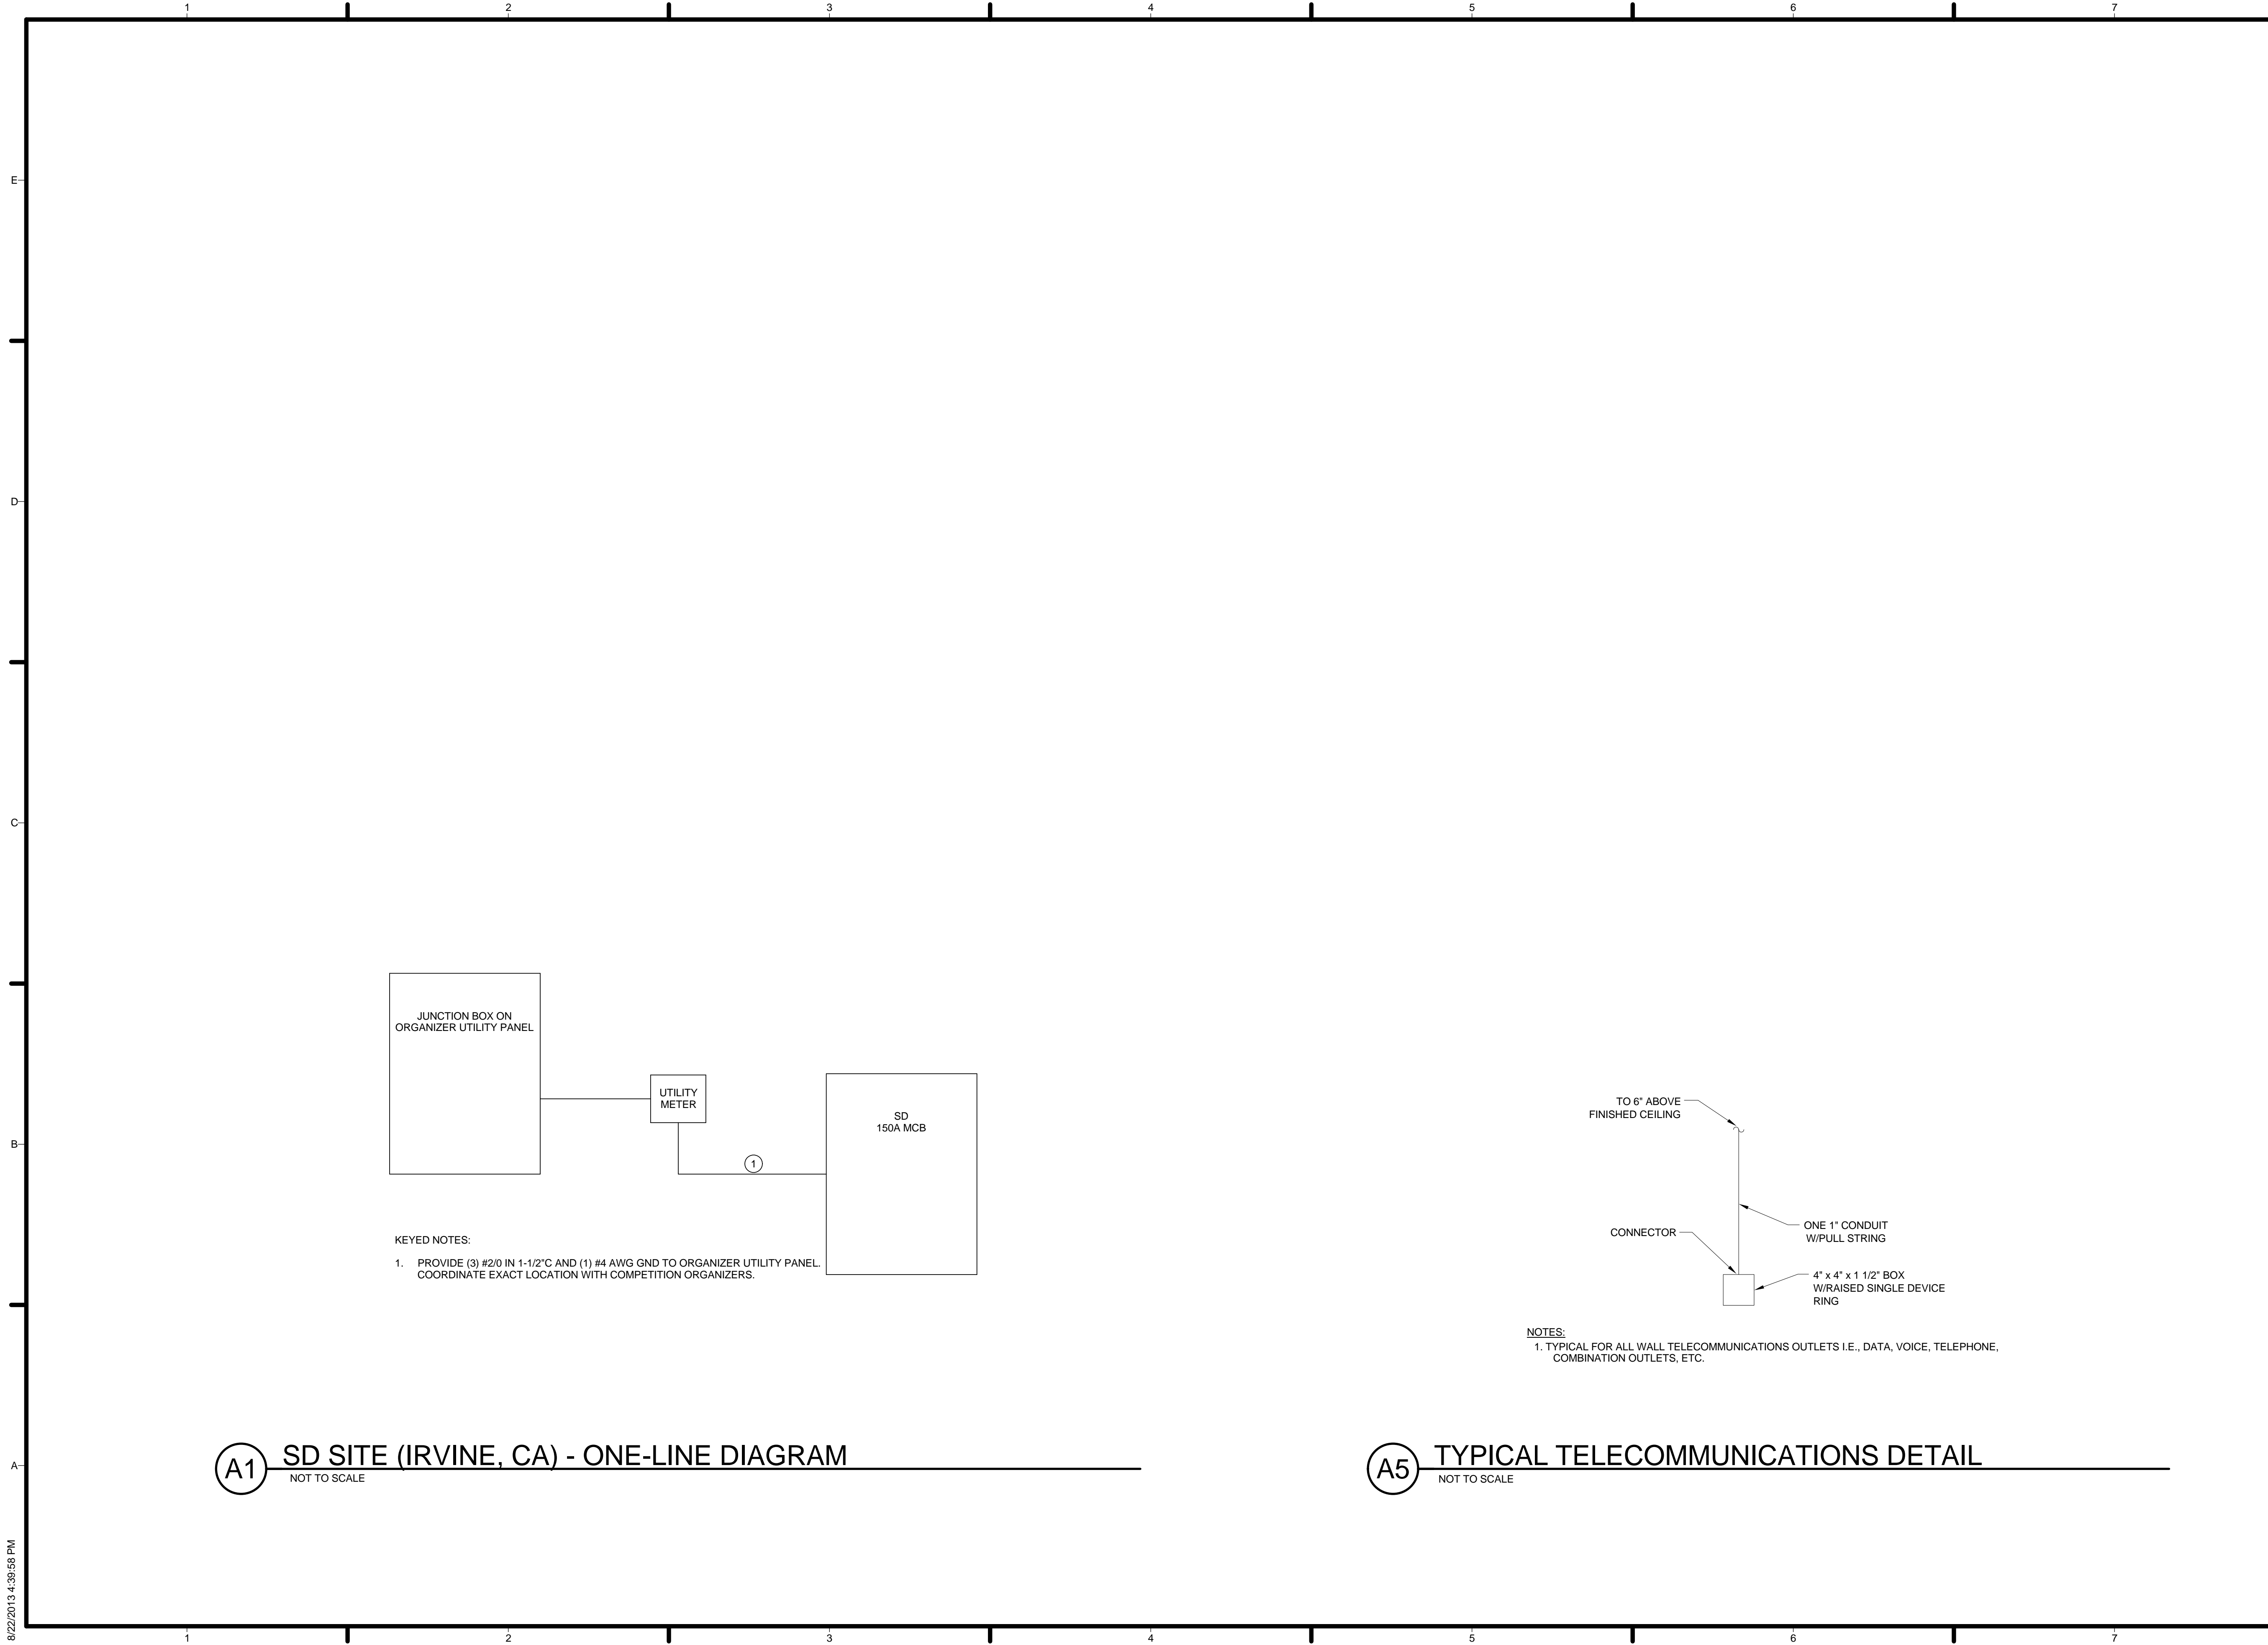 1 2 3 4 5 6 7
E
D
C
B
A
JUNCTION BOX ON
ORGANIZER UTILITY PANEL
UTILITY
METER
SD
150A MCB
1
KEYED NOTES:
1. PROVIDE (3) #2/0 IN 1-1/2"C AND (1) #4 AWG GND TO ORGANIZER UTILITY PANEL.
COORDINATE EXACT LOCATION WITH COMPETITION ORGANIZERS.
A1 SD SITE (IRVINE, CA) - ONE-LINE DIAGRAM
NOT TO SCALE
TO 6" ABOVE
FINISHED CEILING
CONNECTOR
ONE 1" CONDUIT
W/PULL STRING
4" x 4" x 1 1/2" BOX
W/RAISED SINGLE DEVICE
RING
NOTES:
1. TYPICAL FOR ALL WALL TELECOMMUNICATIONS OUTLETS I.E., DATA, VOICE, TELEPHONE,
COMBINATION OUTLETS, ETC.
A5 TYPICAL TELECOMMUNICATIONS DETAIL
NOT TO SCALE
8/22/2013 4:39:58 PM
1 2 3 4 5 6 7